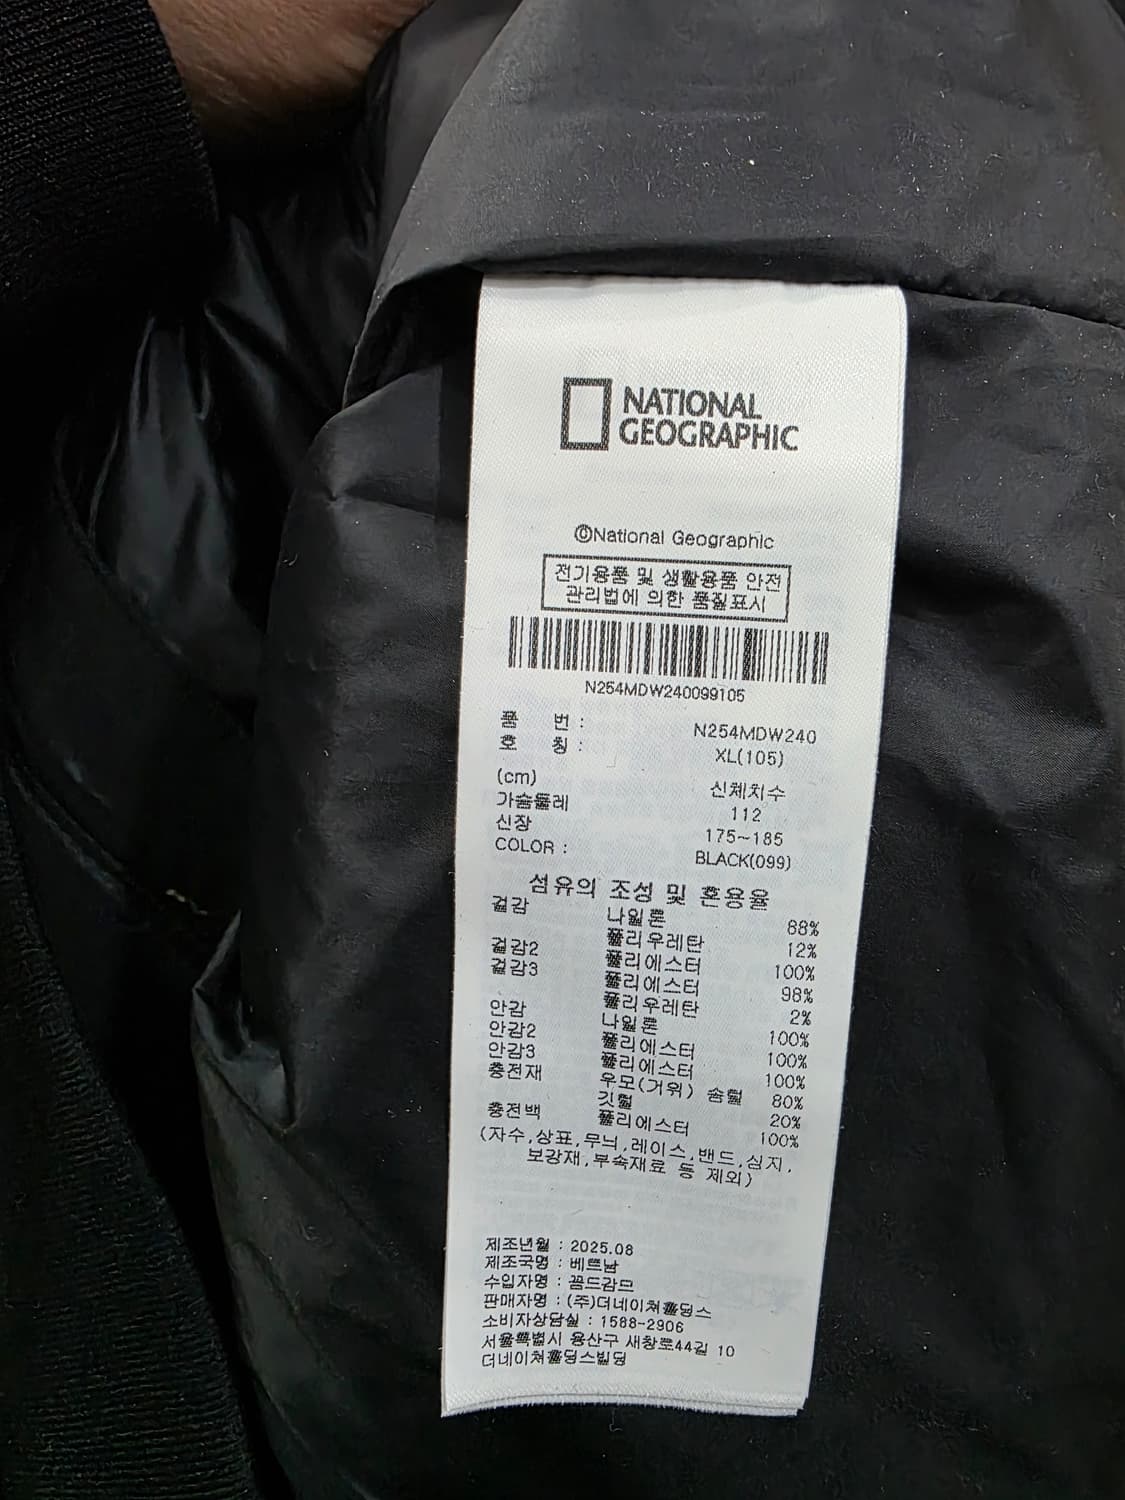 NATIONAL
GEOGRAPHIC
©National Geographic
전기용품 및 생활용품 안전
관리법에 의한 품질표시
N254MDW240099105
품 번 : N254MDW240
호 칭 : XL(105)
(cm) 신체치수
가슴둘레 112
신장 175~185
COLOR : BLACK(099)
섬유의 조성 및 혼용율
겉감 나일론 88%
폴리우레탄 12%
겉감2 폴리에스터 100%
겉감3 폴리에스터 98%
폴리우레탄 2%
안감 나일론 100%
안감2 폴리에스터 100%
안감3 폴리에스터 100%
충전재 우모(거위) 솜털 80%
깃털 20%
충전백 폴리에스터 100%
(자수,상표,무늬,레이스,밴드,심지,
보강재,부속재료 등 제외)
제조년월 : 2025.08
제조국명 : 베트남
수입자명 : 꼼드감므
판매자명 : (주)더네이쳐홀딩스
소비자상담실 : 1588-2906
서울특별시 용산구 새창로44길 10
더네이쳐홀딩스빌딩